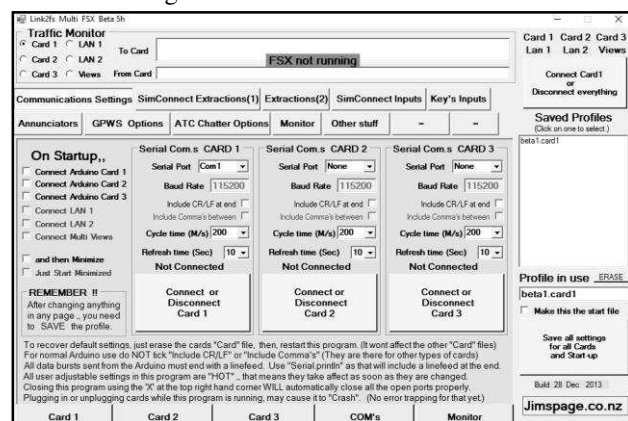 Link2fs Multi FSX Beta 5h
Traffic Monitor
Card 1 LAN 1
Card 2 LAN 2
Card 3 Views
To Card
From Card
FSX not running
Card 1 Card 2 Card 3
Lan 1 Lan 2 Views
Connect Card1
or
Disconnect everything
Communications Settings SimConnect Extractions(1) Extractions(2) SimConnect Inputs Key's Inputs
Annunciators GPWS Options ATC Chatter Options Monitor Other stuff - -
Saved Profiles
(Click on one to select.)
beta1.card1
On Startup,,
Connect Arduino Card 1
Connect Arduino Card 2
Connect Arduino Card 3
Connect LAN 1
Connect LAN 2
Connect Multi Views
and then Minimize
Just Start Minimized
REMEMBER !!
After changing anything
in any page ,, you need
to SAVE the profile.
Serial Com.s CARD 1
Serial Port Com1
Baud Rate 115200
Include CR/LF at end
Include Comma's between
Cycle time (M/s) 200
Refresh time (Sec) 10
Not Connected
Connect or
Disconnect
Card 1
Serial Com.s CARD 2
Serial Port None
Baud Rate 115200
Include CR/LF at end
Include Comma's between
Cycle time (M/s) 200
Refresh time (Sec) 10
Not Connected
Connect or
Disconnect
Card 2
Serial Com.s CARD 3
Serial Port None
Baud Rate 115200
Include CR/LF at end
Include Comma's between
Cycle time (M/s) 200
Refresh time (Sec) 10
Not Connected
Connect or
Disconnect
Card 3
Profile in use ERASE
beta1.card1
Make this the start file
Save all settings
for all Cards
and Start-up
Build 28 Dec 2013
Jimspage.co.nz
To recover default settings, just erase the cards "Card" file, then, restart this program. (It wont affect the other "Card" files)
For normal Arduino use do NOT tick "Include CR/LF" or "Include Comma's" (They are there for other types of cards)
All data bursts sent from the Arduino must end with a linefeed. Use "Serial.println" as that will include a linefeed at the end.
All user adjustable settings in this program are "HOT" ,, that means they take affect as soon as they are changed.
Closing this program using the 'X' at the top right hand corner WILL automatically close all the open ports properly.
Plugging in or unplugging cards while this program is running, may cause it to "Crash". (No error trapping for that yet.)
Card 1 Card 2 Card 3 COM's Monitor